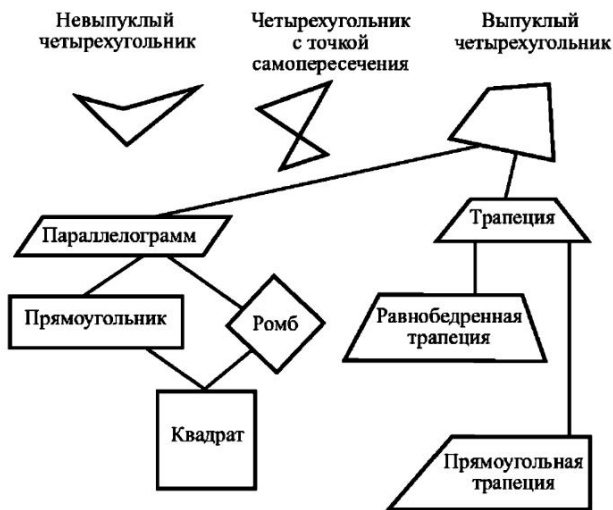 Невыпуклый
четырехугольник
Четырехугольник
с точкой
самопересечения
Выпуклый
четырехугольник
Параллелограмм
Трапеция
Прямоугольник
Ромб
Равнобедренная
трапеция
Квадрат
Прямоугольная
трапеция